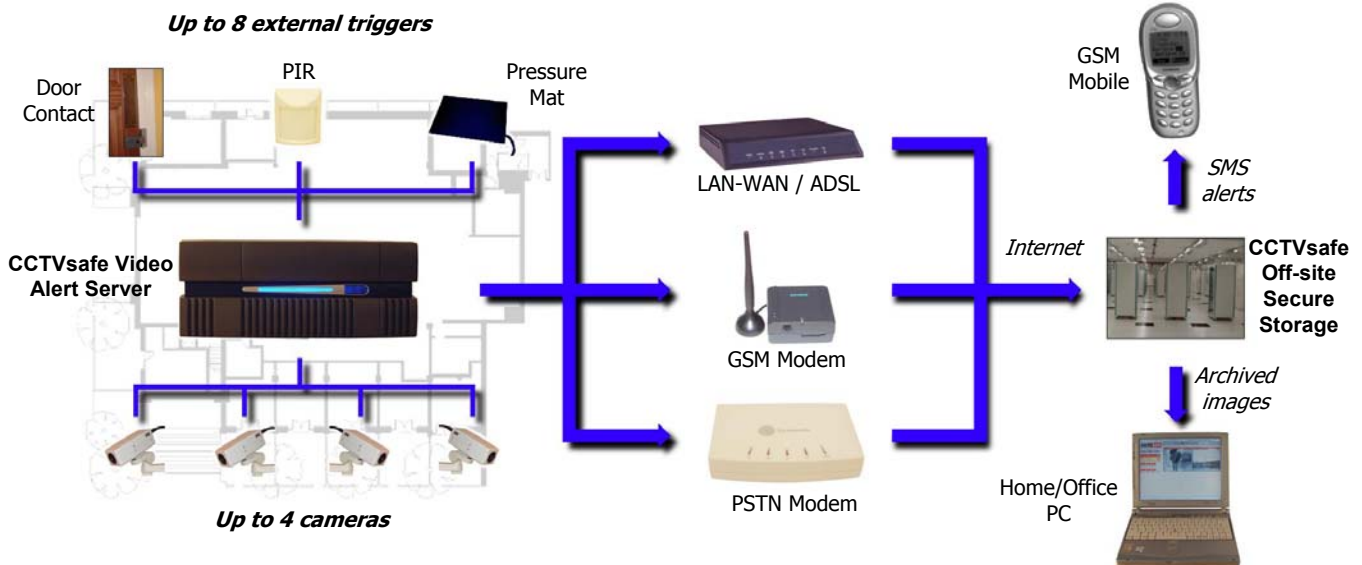 Up to 8 external triggers
Door
Contact
PIR
Pressure
Mat
CCTVsafe Video
Alert Server
Up to 4 cameras
LAN-WAN / ADSL
GSM Modem
PSTN Modem
Internet
GSM
Mobile
SMS
alerts
CCTVsafe
Off-site
Secure
Storage
Archived
images
Home/Office
PC